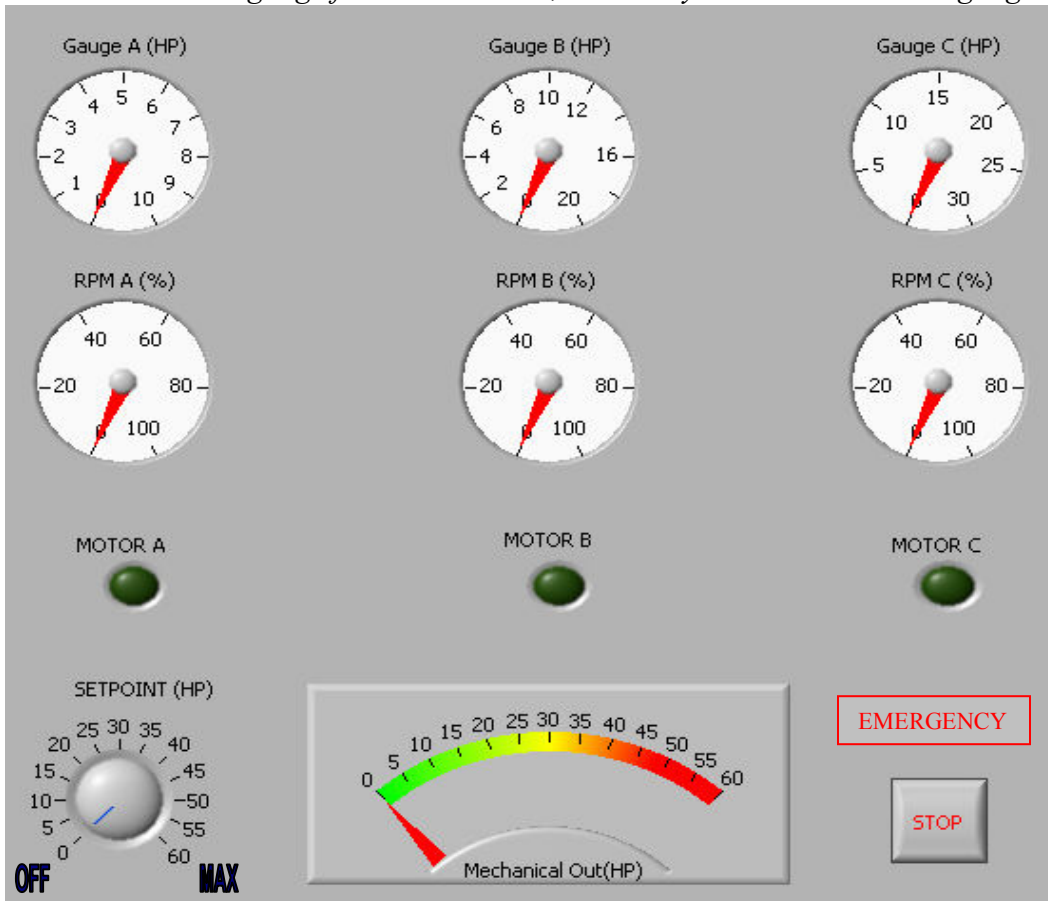 Gauge A (HP)
0 1 2 3 4 5 6 7 8 9 10
Gauge B (HP)
0 2 4 6 8 10 12 16 20
Gauge C (HP)
0 5 10 15 20 25 30
RPM A (%)
0 20 40 60 80 100
RPM B (%)
0 20 40 60 80 100
RPM C (%)
0 20 40 60 80 100
MOTOR A
MOTOR B
MOTOR C
SETPOINT (HP)
0 5 10 15 20 25 30 35 40 45 50 55 60
OFF
MAX
0 5 10 15 20 25 30 35 40 45 50 55 60
Mechanical Out(HP)
EMERGENCY
STOP